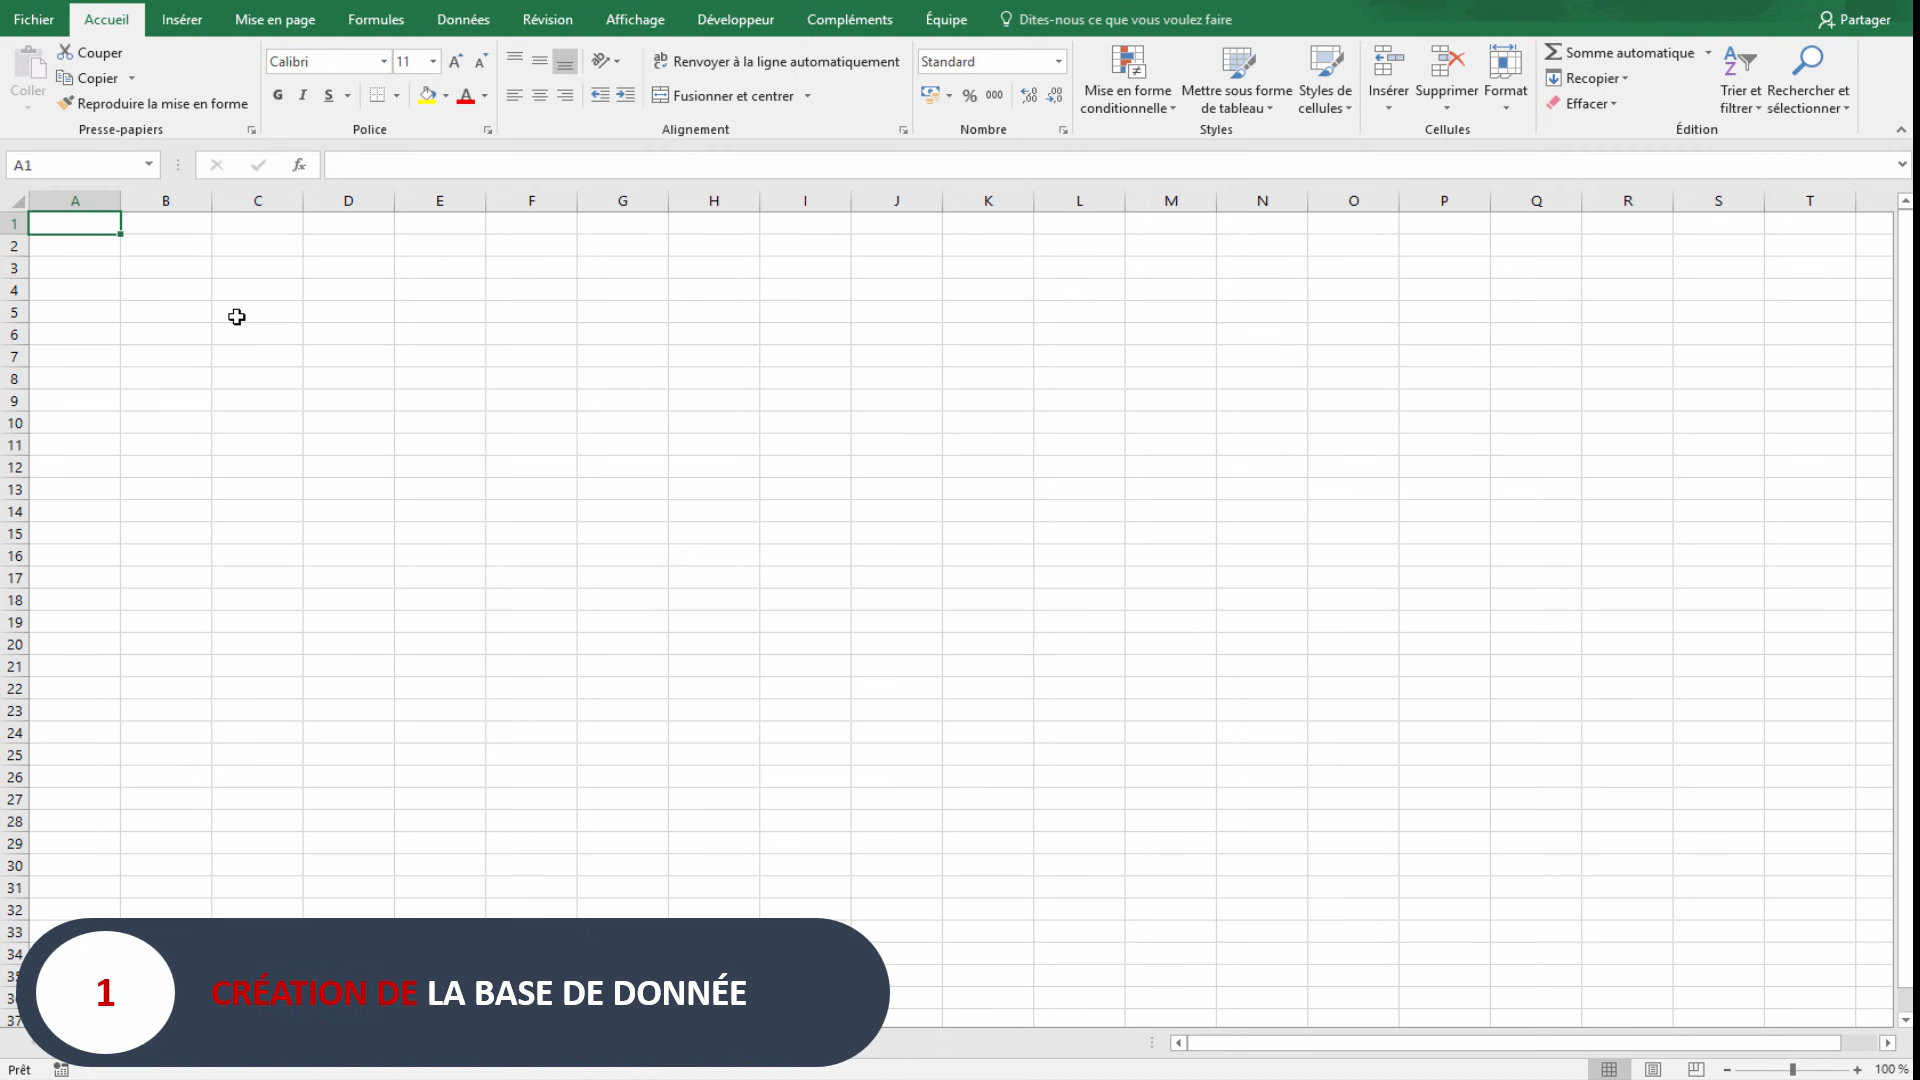 Fichier Accueil Insérer Mise en page Formules Données Révision Affichage Développeur Compléments Équipe Dites-nous ce que vous voulez faire Partager
Coller
Couper
Copier
Reproduire la mise en forme
Presse-papiers
Calibri 11
G I S
Police
Renvoyer à la ligne automatiquement
Fusionner et centrer
Alignement
Standard
% 000
Nombre
Mise en forme conditionnelle
Mettre sous forme de tableau
Styles de cellules
Styles
Insérer Supprimer Format
Cellules
Somme automatique
Recopier
Effacer
Trier et filtrer
Rechercher et sélectionner
Édition
A1 fx
A B C D E F G H I J K L M N O P Q R S T
1
2
3
4
5
6
7
8
9
10
11
12
13
14
15
16
17
18
19
20
21
22
23
24
25
26
27
28
29
30
31
32
33
34
35
37
1 CRÉATION DE LA BASE DE DONNÉE
Prêt 100 %